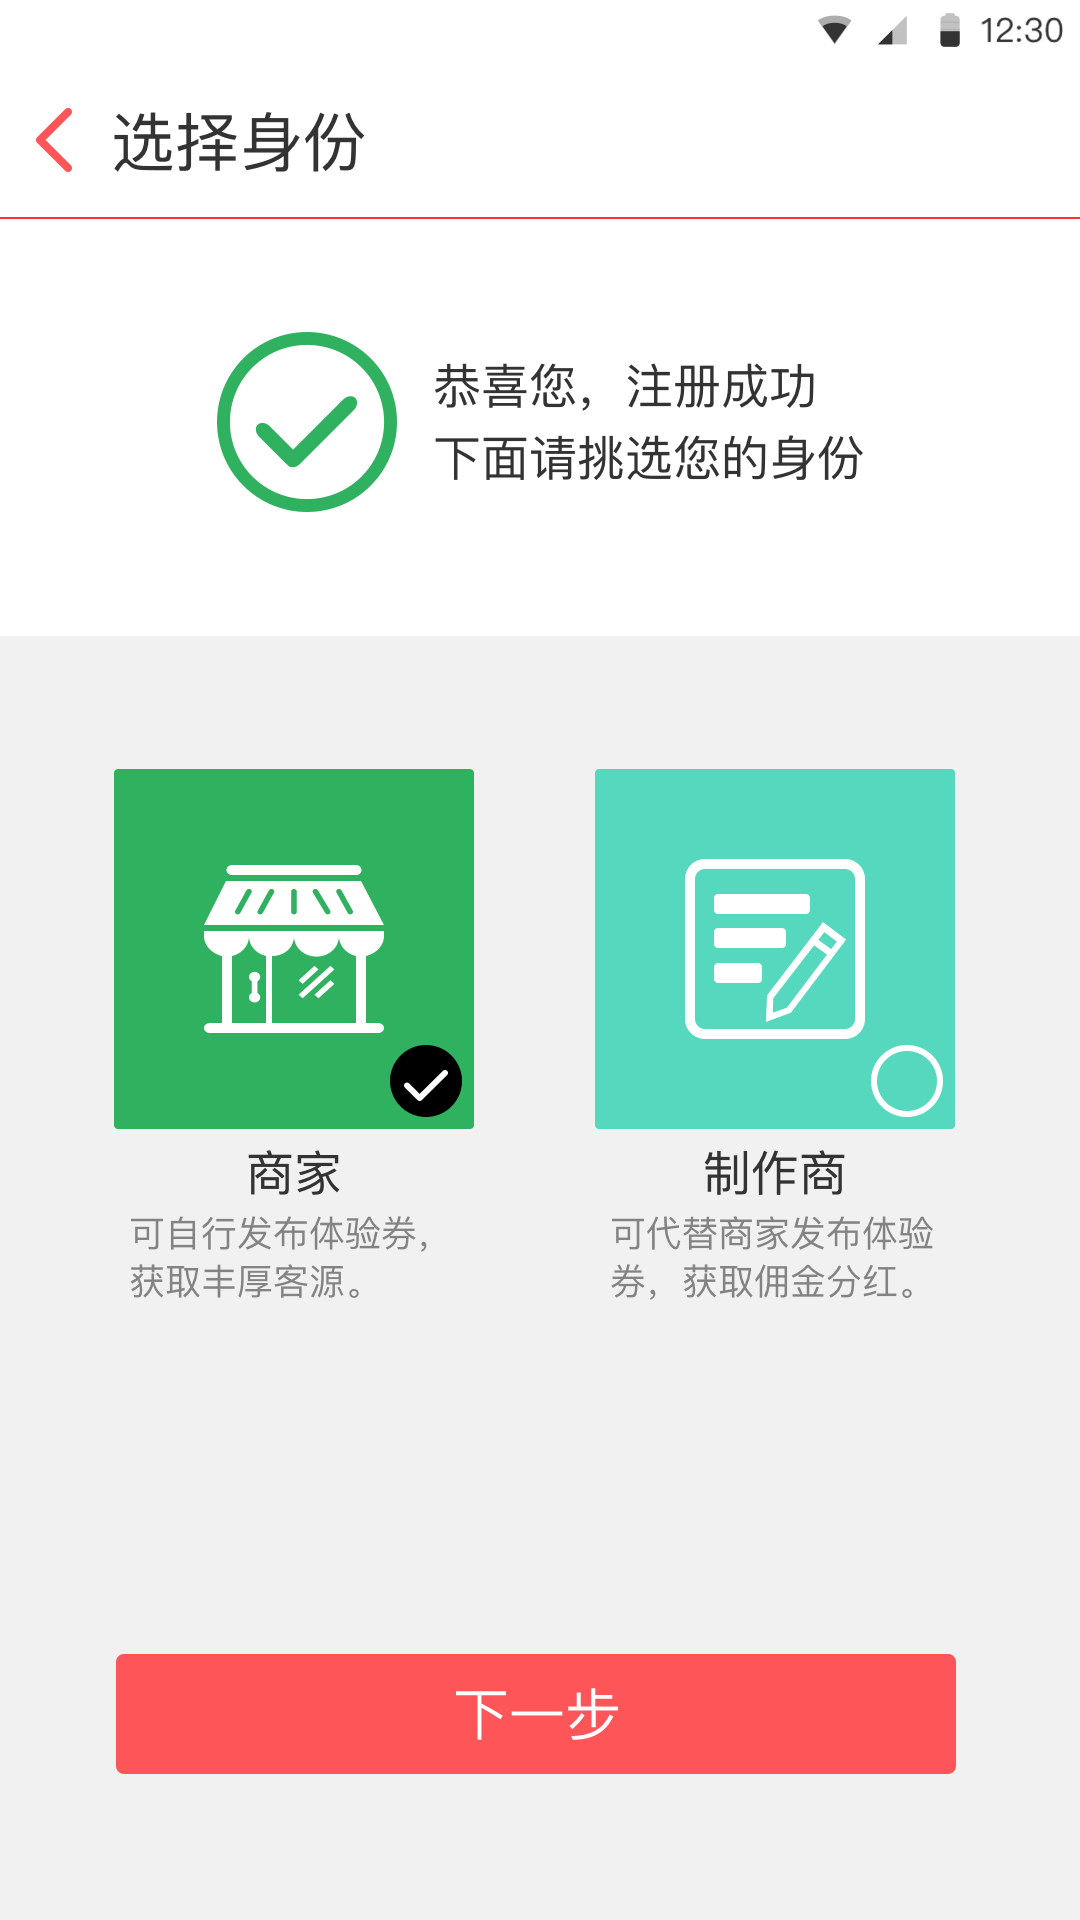 12:30
选择身份
恭喜您，注册成功
下面请挑选您的身份
商家
可自行发布体验券，
获取丰厚客源。
制作商
可代替商家发布体验
券，获取佣金分红。
下一步